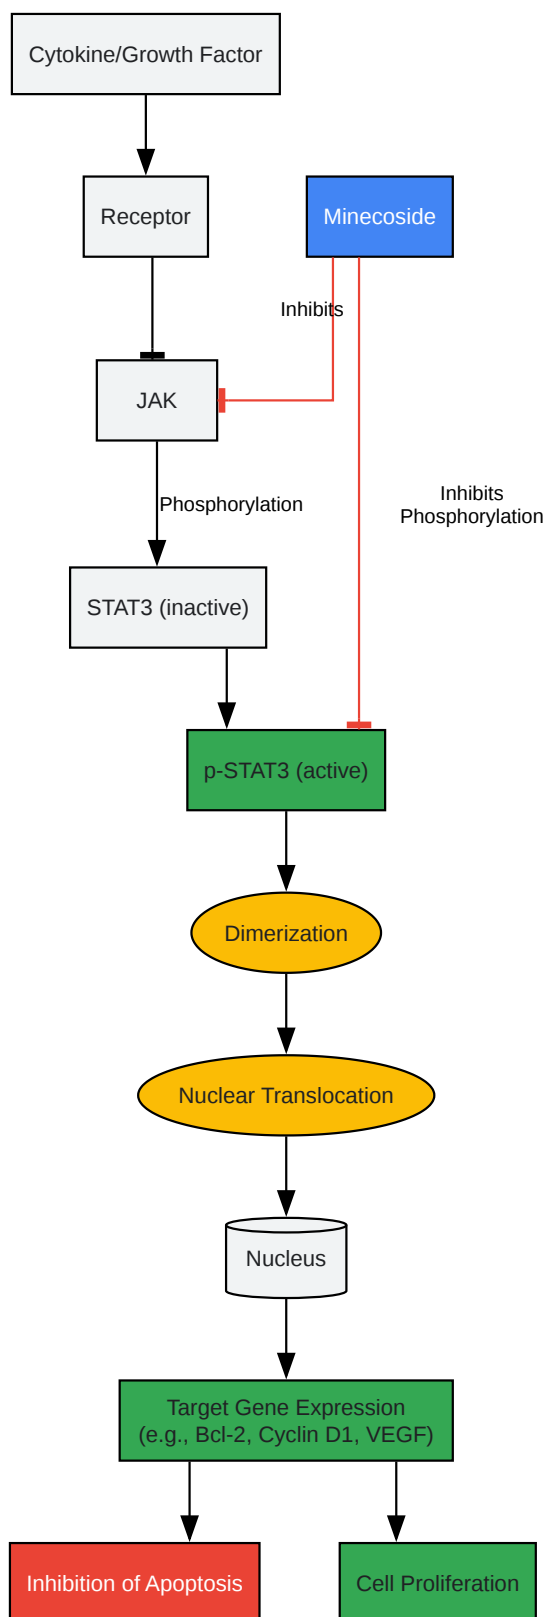 Cytokine/Growth Factor
Receptor
Minecoside
Inhibits
JAK
Phosphorylation
Inhibits
Phosphorylation
STAT3 (inactive)
p-STAT3 (active)
Dimerization
Nuclear Translocation
Nucleus
Target Gene Expression
(e.g., Bcl-2, Cyclin D1, VEGF)
Inhibition of Apoptosis
Cell Proliferation